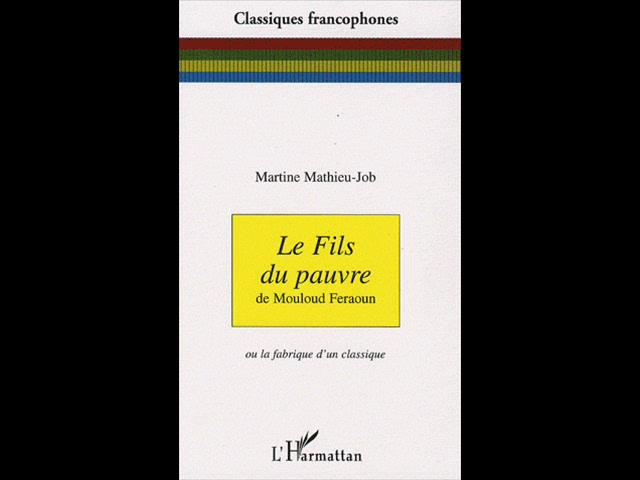 Classiques francophones
Martine Mathieu-Job
Le Fils
du pauvre
de Mouloud Feraoun
ou la fabrique d'un classique
L'Harmattan